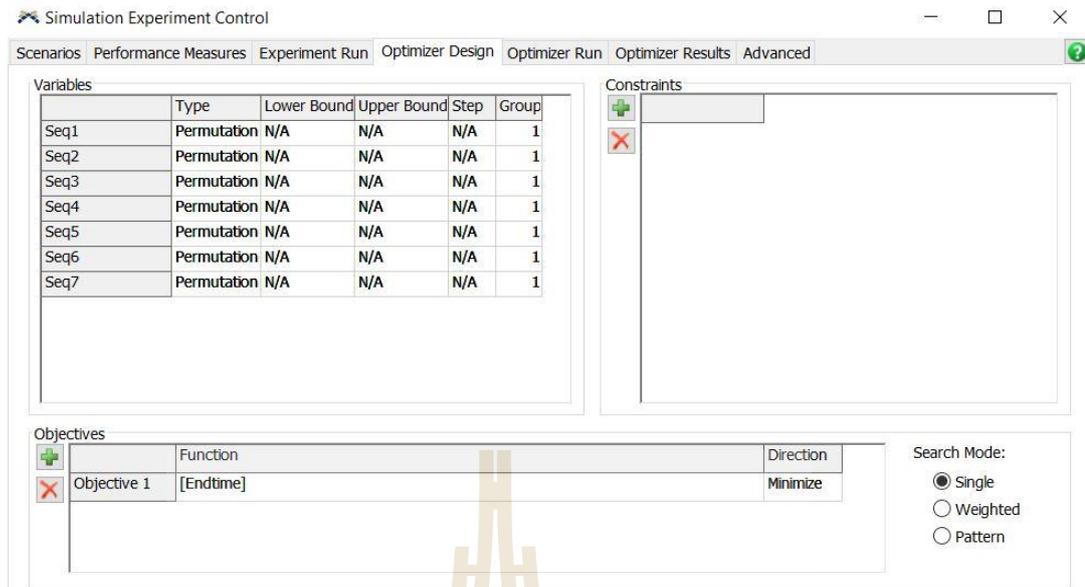 Simulation Experiment Control
Scenarios Performance Measures Experiment Run Optimizer Design Optimizer Run Optimizer Results Advanced
Variables
Type Lower Bound Upper Bound Step Group
Seq1 Permutation N/A N/A N/A 1
Seq2 Permutation N/A N/A N/A 1
Seq3 Permutation N/A N/A N/A 1
Seq4 Permutation N/A N/A N/A 1
Seq5 Permutation N/A N/A N/A 1
Seq6 Permutation N/A N/A N/A 1
Seq7 Permutation N/A N/A N/A 1
Constraints
Objectives
Function Direction
Objective 1 [Endtime] Minimize
Search Mode:
Single
Weighted
Pattern